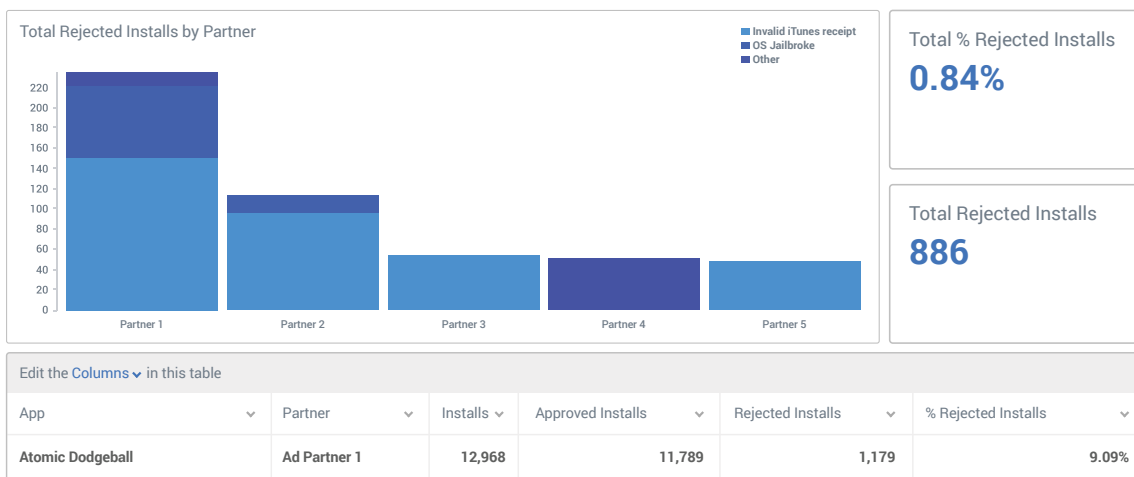 Total Rejected Installs by Partner
Invalid iTunes receipt
OS Jailbroke
Other
220
200
180
160
140
120
100
80
60
40
20
0
Partner 1
Partner 2
Partner 3
Partner 4
Partner 5
Total % Rejected Installs
0.84%
Total Rejected Installs
886
Edit the Columns in this table
App Partner Installs Approved Installs Rejected Installs % Rejected Installs
Atomic Dodgeball Ad Partner 1 12,968 11,789 1,179 9.09%